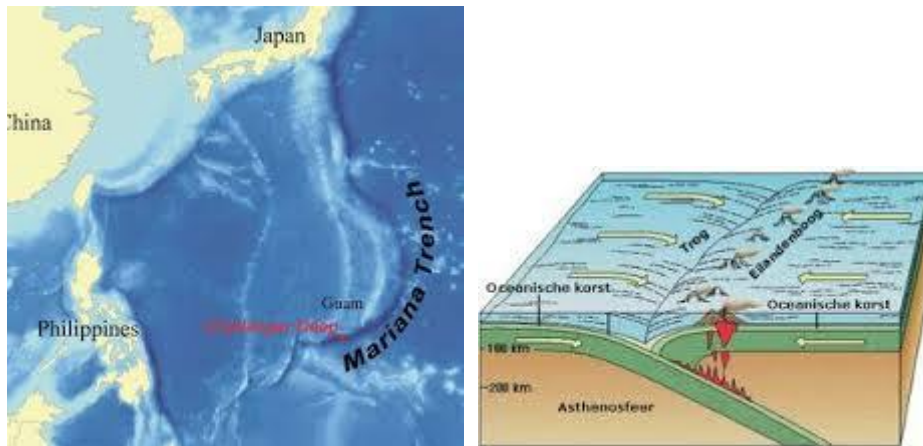 Japan
China
Mariana Trench
Guam
Challenger Deep
Philippines
Trog
Eilandenboog
Oceanische korst
Oceanische korst
100 km
200 km
Asthenosfeer